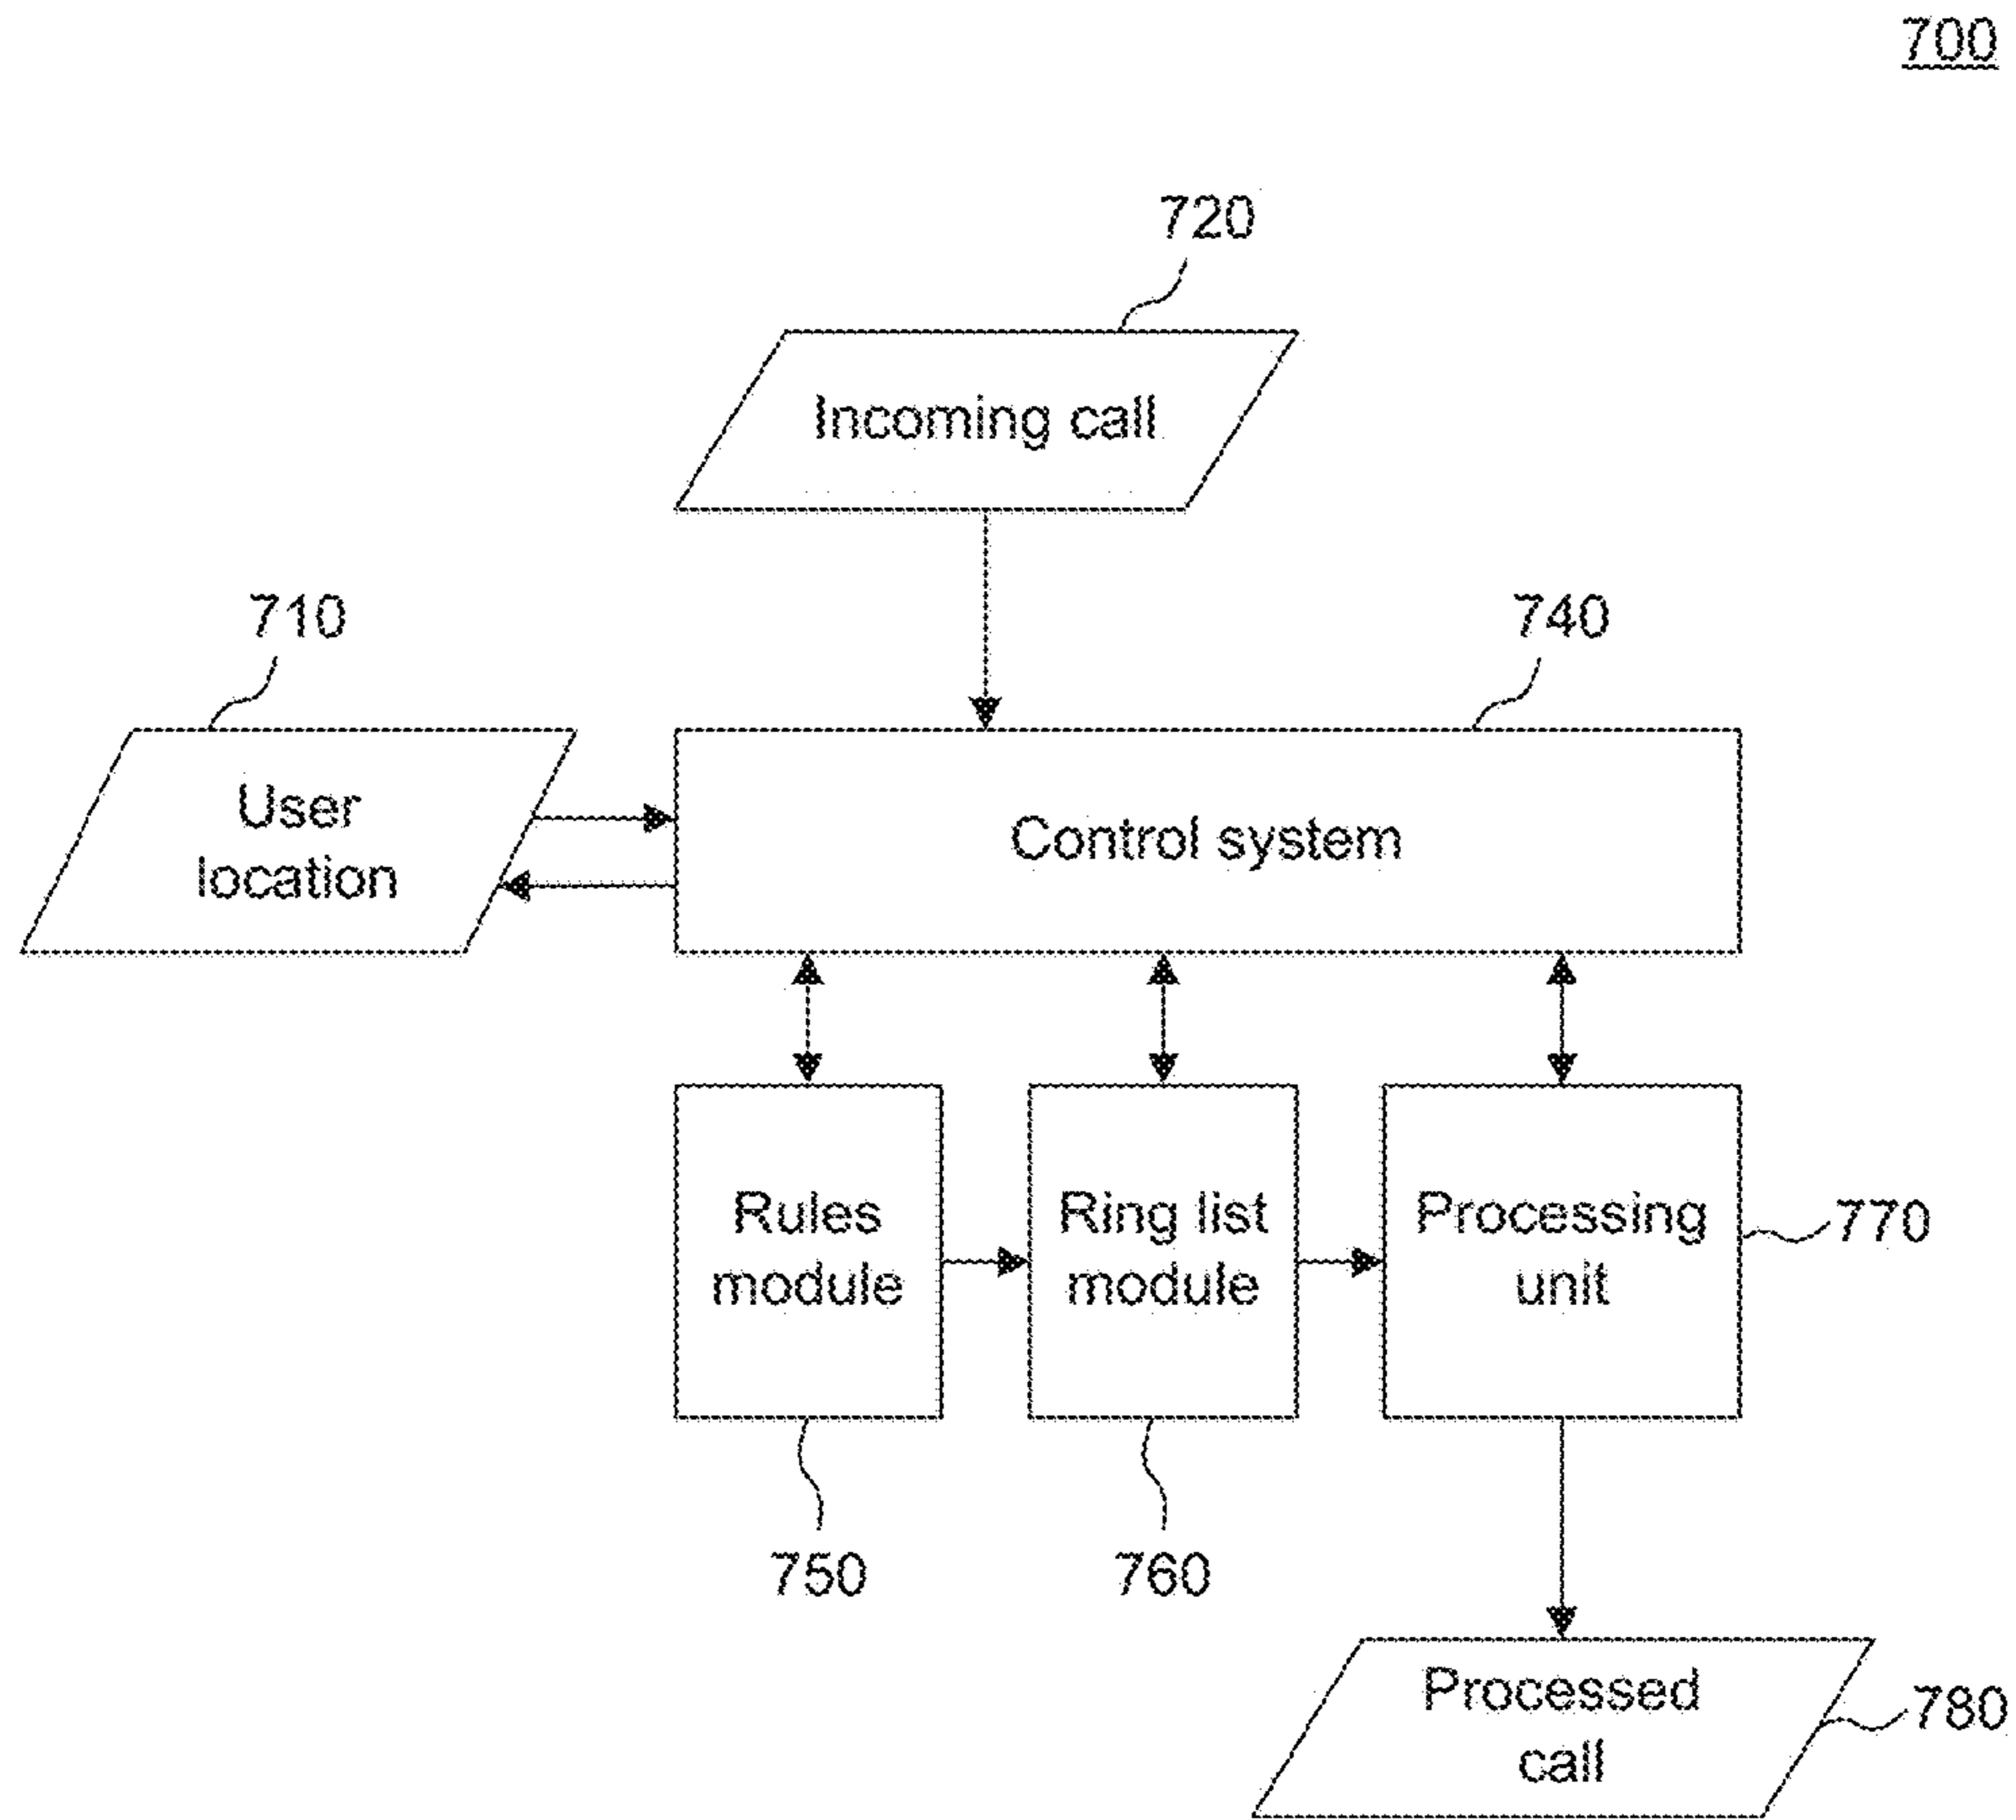 700
720
Incoming call
710
740
User
location
Control system
Rules
module
Ring list
module
Processing
unit
770
750
760
Processed
call
780